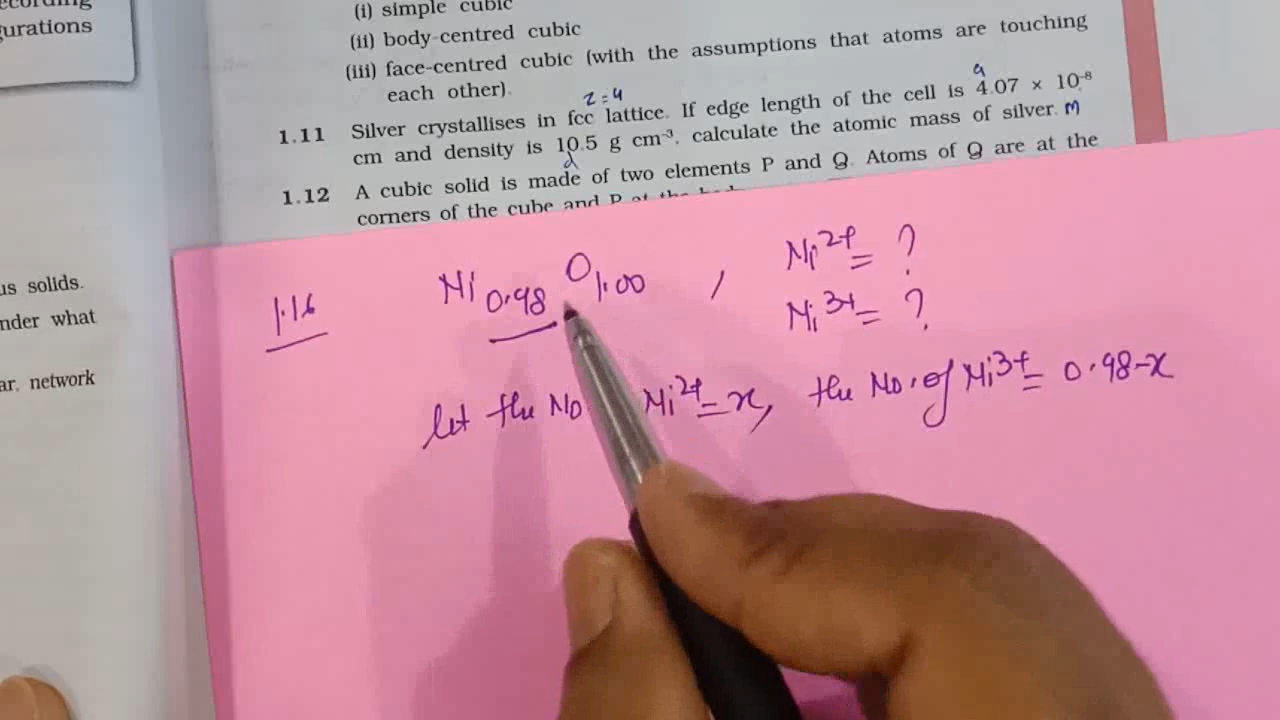 gurations
(i) simple cubic
(ii) body-centred cubic
(iii) face-centred cubic (with the assumptions that atoms are touching
each other).
z=4
a
1.11 Silver crystallises in fcc lattice. If edge length of the cell is 4.07 × 10⁻⁸
cm and density is 10.5 g cm⁻³, calculate the atomic mass of silver. M
d
1.12 A cubic solid is made of two elements P and Q. Atoms of Q are at the
corners of the cube and P at the
us solids.
nder what
ar, network
1.16 Ni0.98 O1.00 , Ni²⁺ = ?
Ni³⁺ = ?
let the No Ni²⁺ = x, the No. of Ni³⁺ = 0.98-x